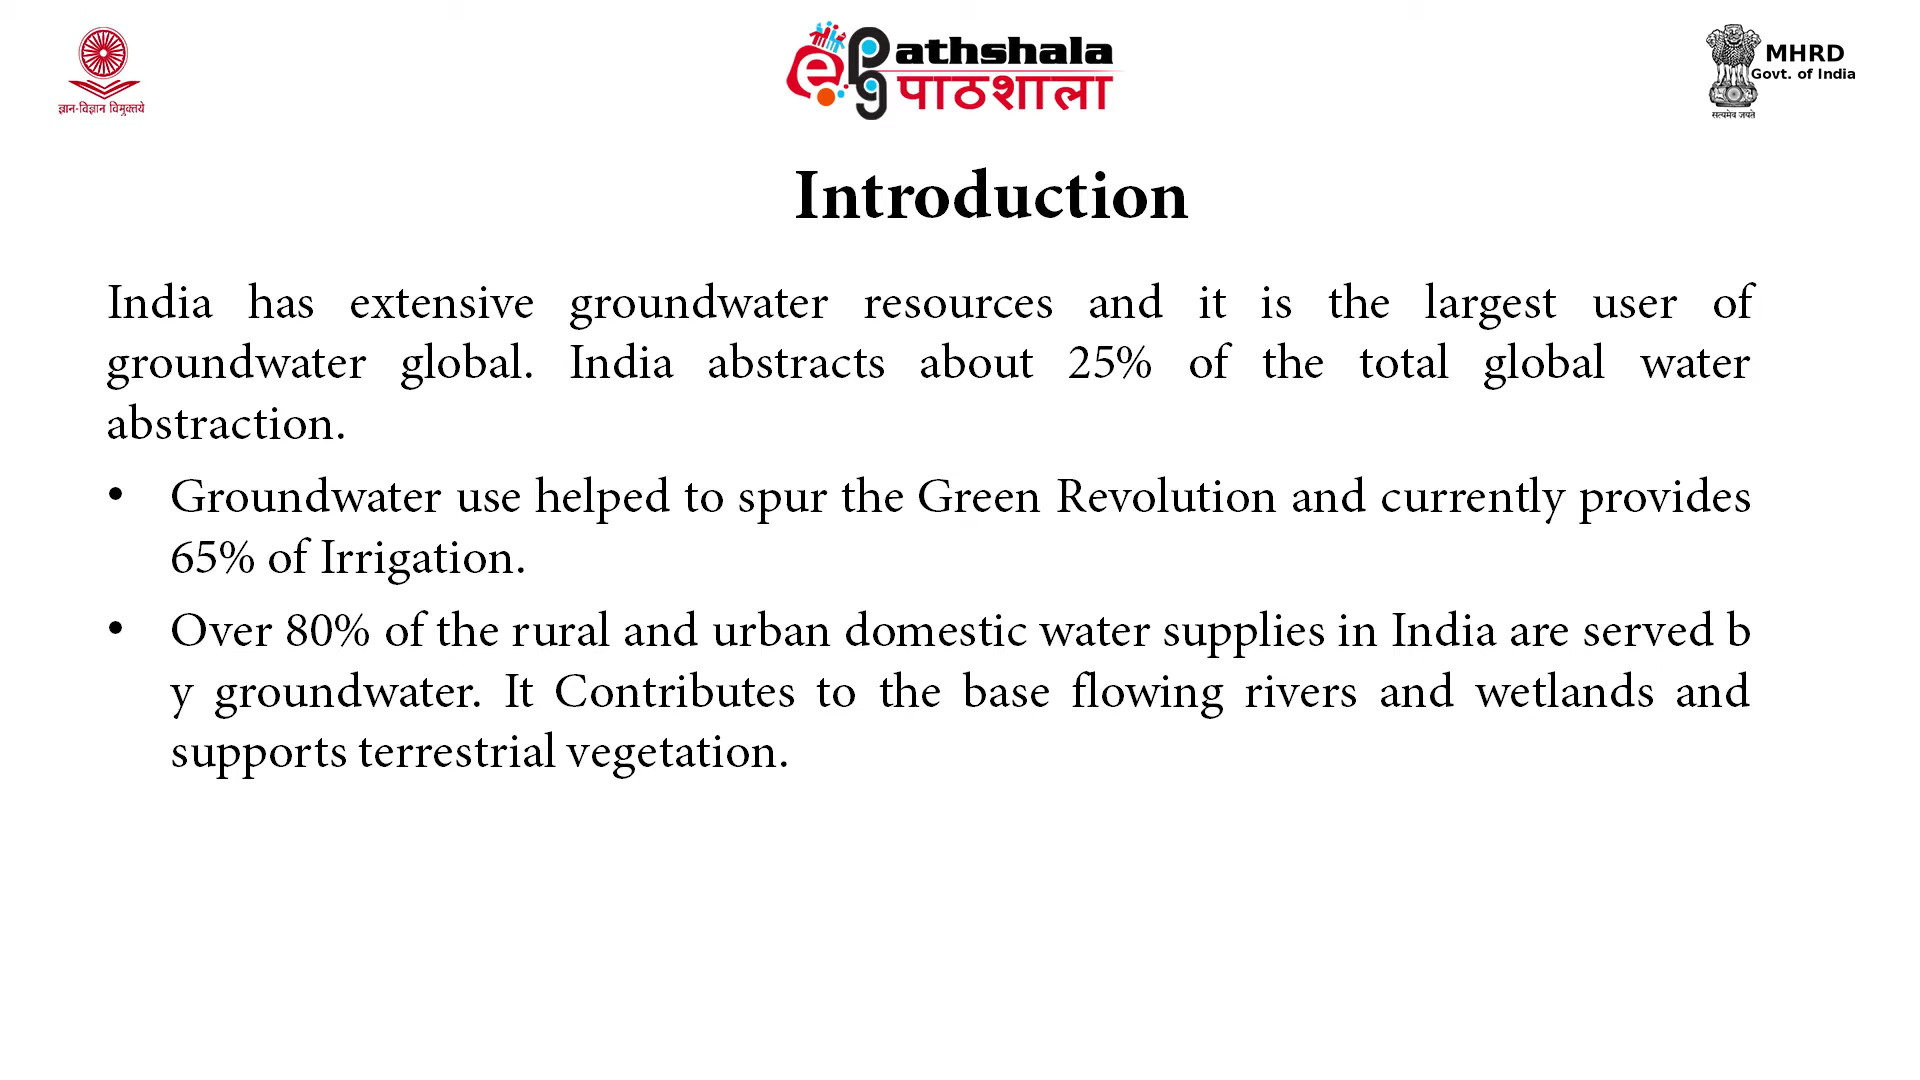 ज्ञान-विज्ञान विमुक्तये
ePg athshala
पाठशाला
MHRD
Govt. of India
सत्यमेव जयते
Introduction
India has extensive groundwater resources and it is the largest user of
groundwater global. India abstracts about 25% of the total global water
abstraction.
• Groundwater use helped to spur the Green Revolution and currently provides
65% of Irrigation.
• Over 80% of the rural and urban domestic water supplies in India are served b
y groundwater. It Contributes to the base flowing rivers and wetlands and
supports terrestrial vegetation.